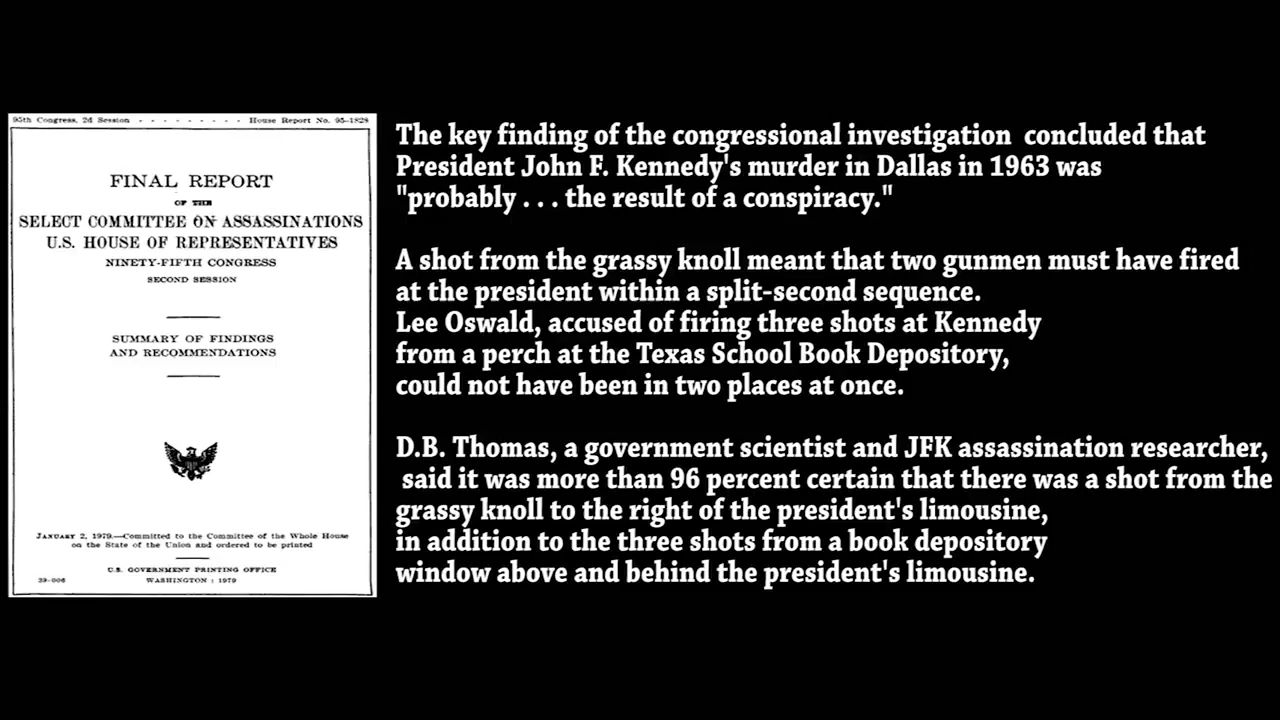 95th Congress, 2d Session - - - - - - - - - House Report No. 95-1828
FINAL REPORT
OF THE
SELECT COMMITTEE ON ASSASSINATIONS
U.S. HOUSE OF REPRESENTATIVES
NINETY-FIFTH CONGRESS
SECOND SESSION
SUMMARY OF FINDINGS
AND RECOMMENDATIONS
JANUARY 2, 1979.—Committed to the Committee of the Whole House
on the State of the Union and ordered to be printed
U.S. GOVERNMENT PRINTING OFFICE
39-006 WASHINGTON : 1979
The key finding of the congressional investigation concluded that
President John F. Kennedy's murder in Dallas in 1963 was
"probably . . . the result of a conspiracy."
A shot from the grassy knoll meant that two gunmen must have fired
at the president within a split-second sequence.
Lee Oswald, accused of firing three shots at Kennedy
from a perch at the Texas School Book Depository,
could not have been in two places at once.
D.B. Thomas, a government scientist and JFK assassination researcher,
said it was more than 96 percent certain that there was a shot from the
grassy knoll to the right of the president's limousine,
in addition to the three shots from a book depository
window above and behind the president's limousine.